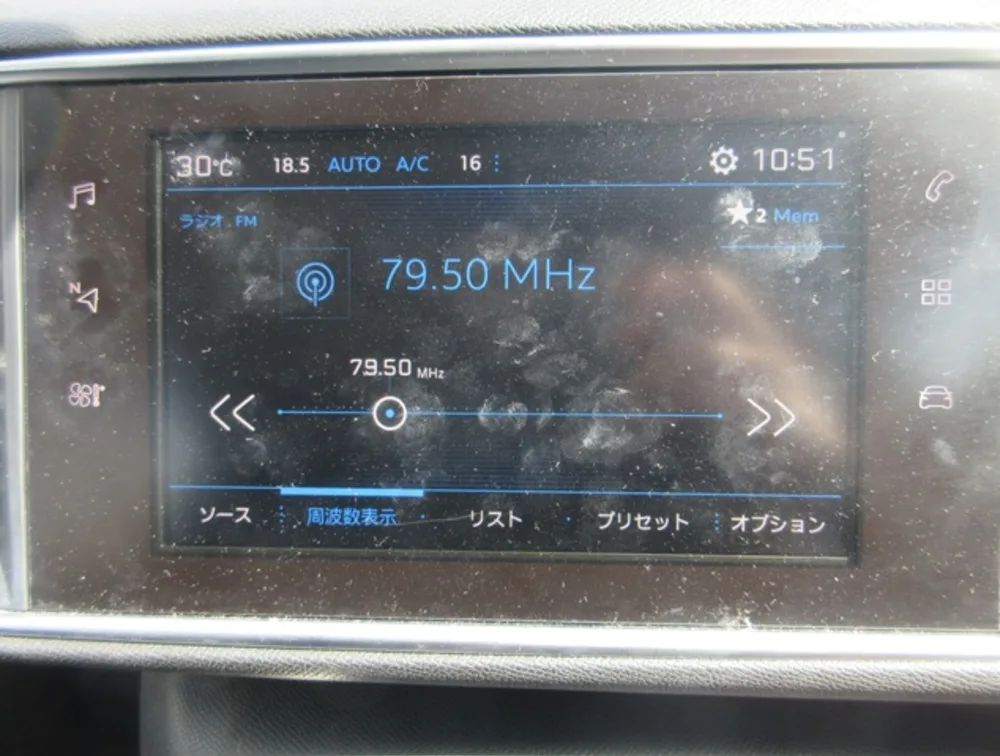 30°C 18.5 AUTO A/C 16 10:51
ラジオ FM ★2 Mem
N
79.50 MHz
79.50 MHz
ソース 周波数表示 リスト プリセット オプション